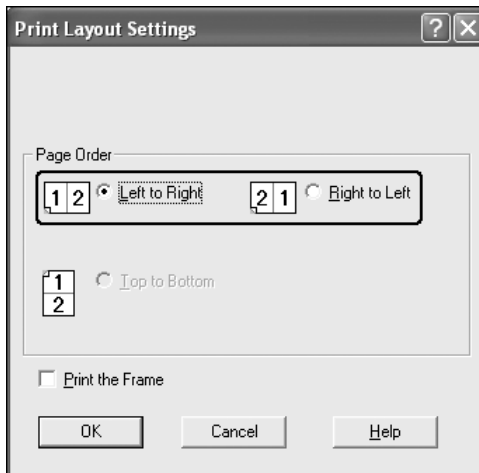 Print Layout Settings
Page Order
1 2 Left to Right 2 1 Right to Left
1 Top to Bottom
2
Print the Frame
OK Cancel Help